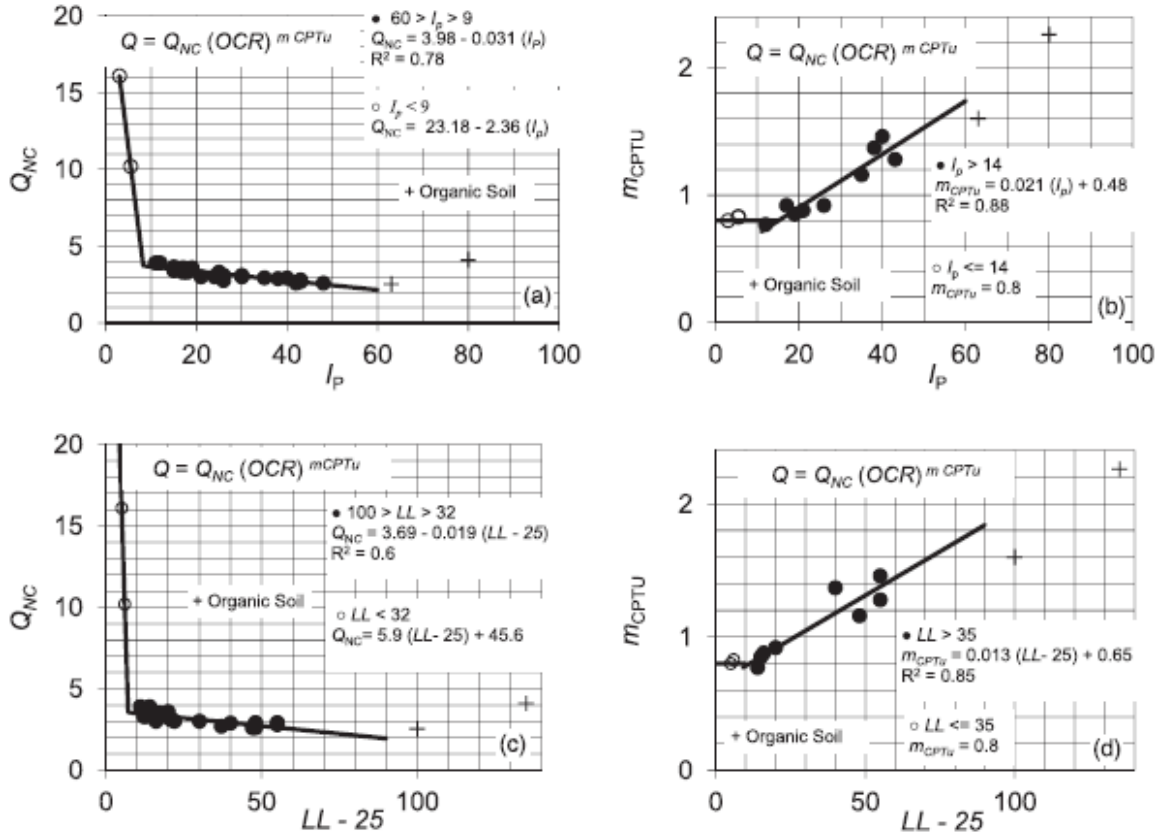 Q = Q_NC (OCR)^m CPTu
● 60 > I_p > 9
Q_NC = 3.98 - 0.031 (I_P)
R² = 0.78
○ I_p < 9
Q_NC = 23.18 - 2.36 (I_p)
+ Organic Soil
(a)
20
15
10
5
0
Q_NC
0 20 40 60 80 100
I_P
Q = Q_NC (OCR)^m CPTu
● I_p > 14
m_CPTu = 0.021 (I_p) + 0.48
R² = 0.88
○ I_p <= 14
m_CPTu = 0.8
+ Organic Soil
(b)
2
1
0
m_CPTU
0 20 40 60 80 100
I_P
Q = Q_NC (OCR)^mCPTu
● 100 > LL > 32
Q_NC = 3.69 - 0.019 (LL - 25)
R² = 0.6
+ Organic Soil
○ LL < 32
Q_NC = 5.9 (LL- 25) + 45.6
(c)
20
15
10
5
0
Q_NC
0 50 100
LL - 25
Q = Q_NC (OCR)^m CPTu
● LL > 35
m_CPTu = 0.013 (LL- 25) + 0.65
R² = 0.85
○ LL <= 35
m_CPTu = 0.8
+ Organic Soil
(d)
2
1
0
m_CPTU
0 50 100
LL - 25